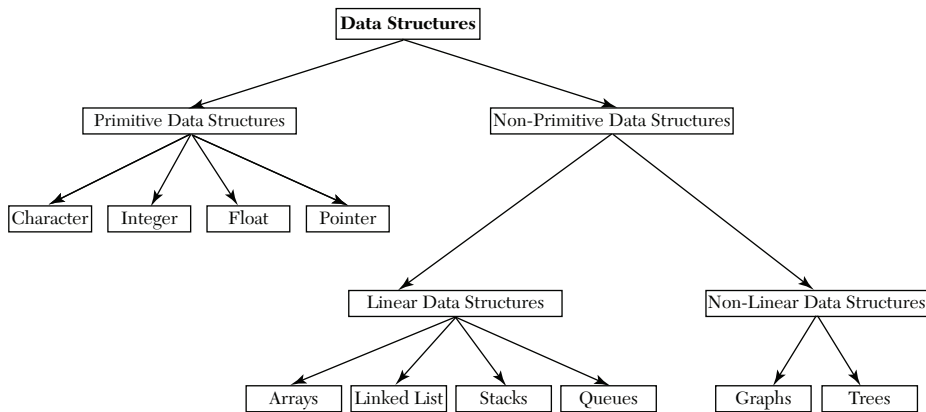 Data Structures
Primitive Data Structures
Non-Primitive Data Structures
Character
Integer
Float
Pointer
Linear Data Structures
Non-Linear Data Structures
Arrays
Linked List
Stacks
Queues
Graphs
Trees